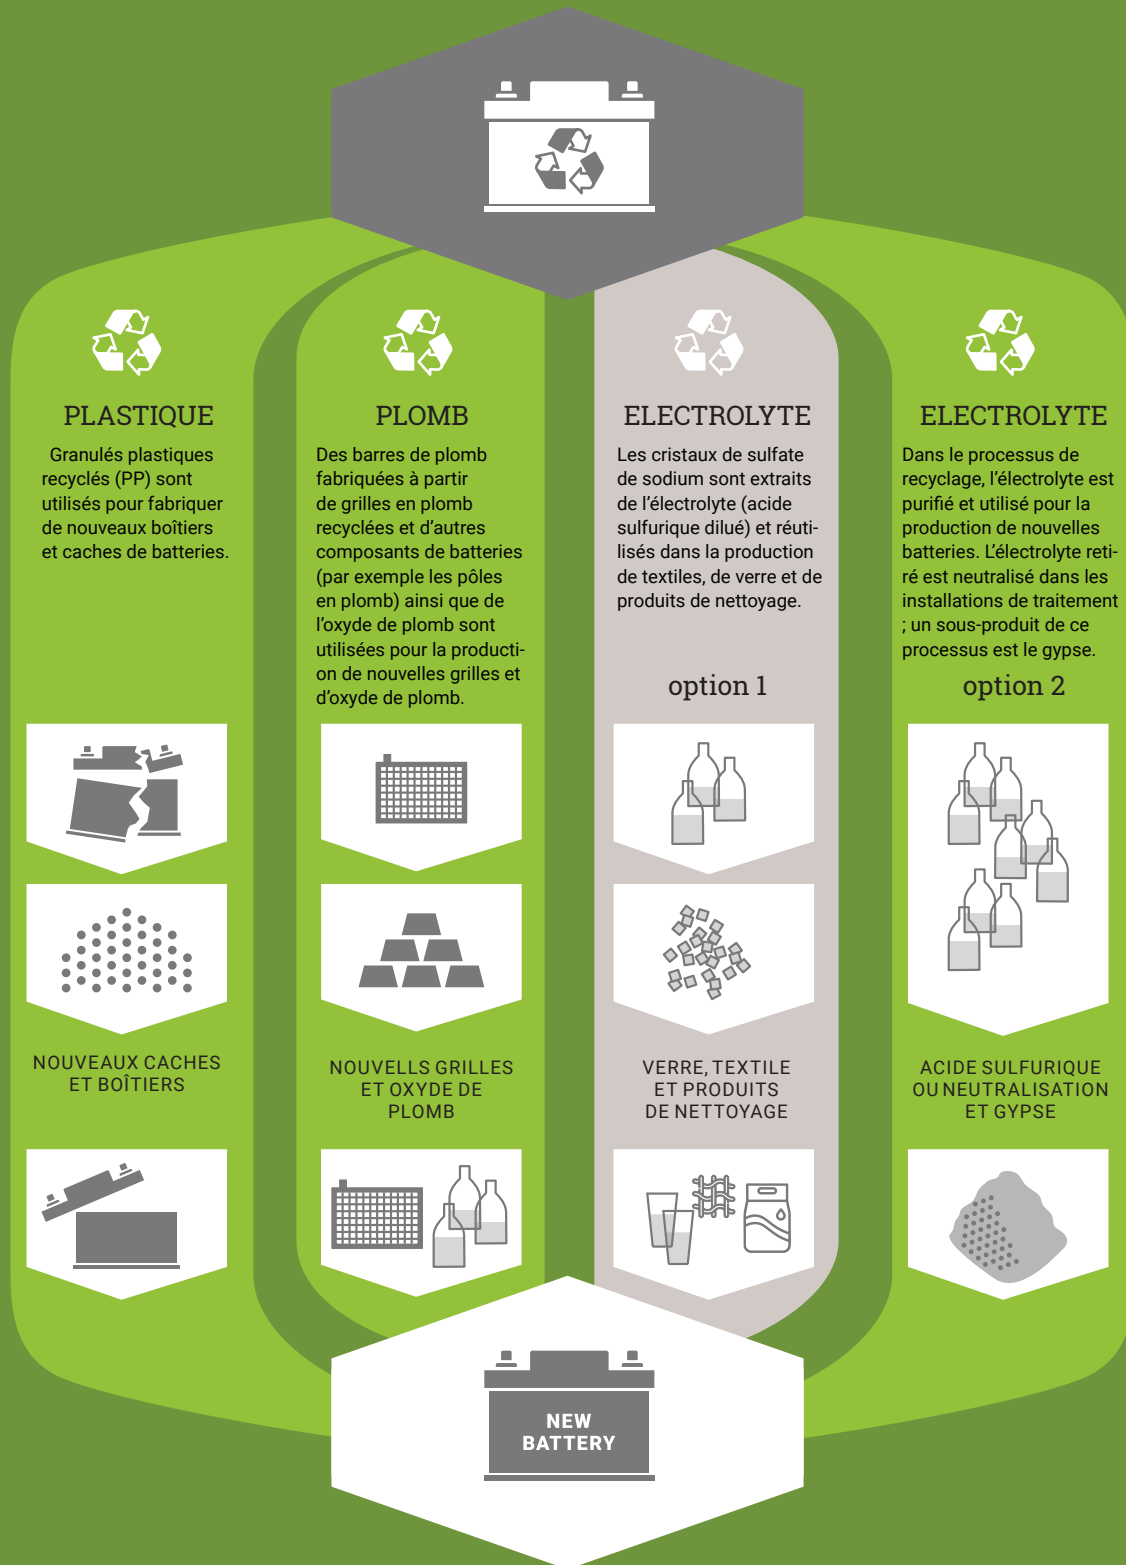 PLASTIQUE
Granulés plastiques
recyclés (PP) sont
utilisés pour fabriquer
de nouveaux boîtiers
et caches de batteries.
PLOMB
Des barres de plomb
fabriquées à partir
de grilles en plomb
recyclées et d’autres
composants de batteries
(par exemple les pôles
en plomb) ainsi que de
l’oxyde de plomb sont
utilisées pour la producti-
on de nouvelles grilles et
d’oxyde de plomb.
ELECTROLYTE
Les cristaux de sulfate
de sodium sont extraits
de l’électrolyte (acide
sulfurique dilué) et réuti-
lisés dans la production
de textiles, de verre et de
produits de nettoyage.
option 1
ELECTROLYTE
Dans le processus de
recyclage, l’électrolyte est
purifié et utilisé pour la
production de nouvelles
batteries. L’électrolyte reti-
ré est neutralisé dans les
installations de traitement
; un sous-produit de ce
processus est le gypse.
option 2
NOUVEAUX CACHES
ET BOÎTIERS
NOUVELLS GRILLES
ET OXYDE DE
PLOMB
VERRE, TEXTILE
ET PRODUITS
DE NETTOYAGE
ACIDE SULFURIQUE
OU NEUTRALISATION
ET GYPSE
NEW
BATTERY